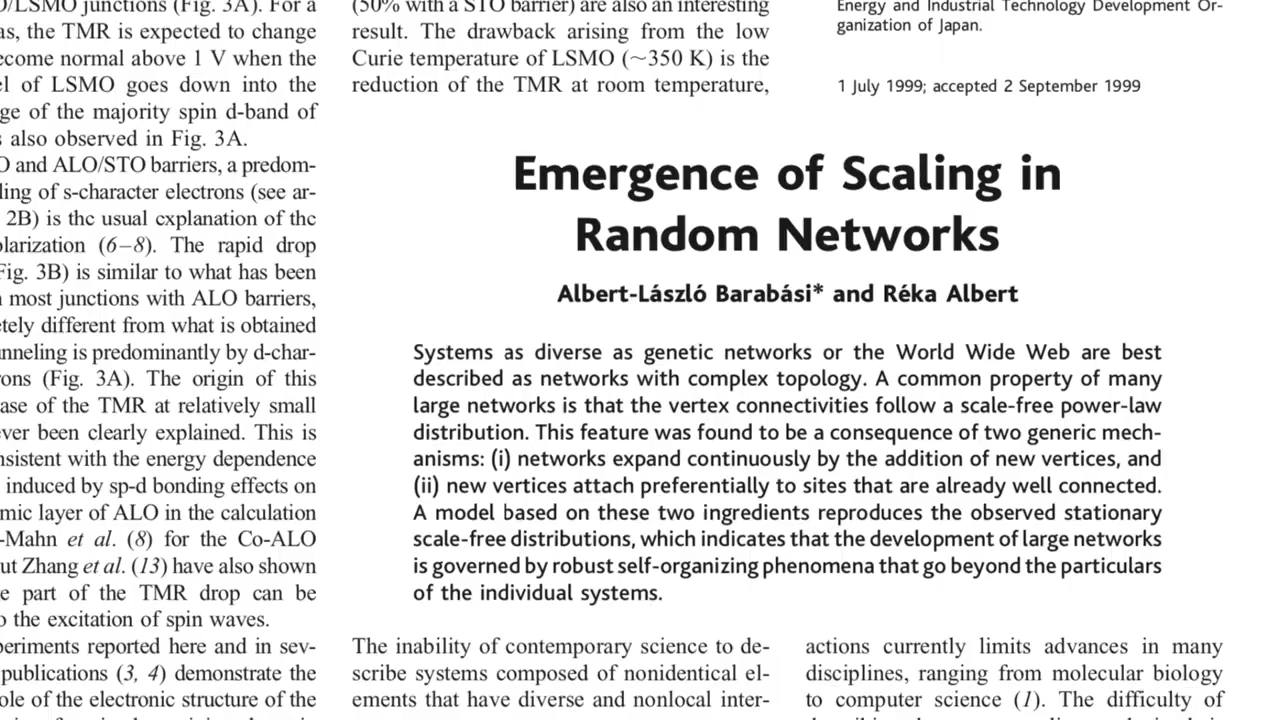 O/LSMO junctions (Fig. 3A). For a
as, the TMR is expected to change
ecome normal above 1 V when the
el of LSMO goes down into the
ge of the majority spin d-band of
s also observed in Fig. 3A.
O and ALO/STO barriers, a predom-
ling of s-character electrons (see ar-
2B) is the usual explanation of the
olarization (6–8). The rapid drop
Fig. 3B) is similar to what has been
n most junctions with ALO barriers,
etely different from what is obtained
unneling is predominantly by d-char-
rons (Fig. 3A). The origin of this
ase of the TMR at relatively small
ever been clearly explained. This is
nsistent with the energy dependence
induced by sp-d bonding effects on
mic layer of ALO in the calculation
-Mahn et al. (8) for the Co-ALO
ut Zhang et al. (13) have also shown
e part of the TMR drop can be
o the excitation of spin waves.
periments reported here and in sev-
publications (3, 4) demonstrate the
ole of the electronic structure of the
(50% with a STO barrier) are also an interesting
result. The drawback arising from the low
Curie temperature of LSMO (~350 K) is the
reduction of the TMR at room temperature,
Energy and Industrial Technology Development Or-
ganization of Japan.
1 July 1999; accepted 2 September 1999
Emergence of Scaling in
Random Networks
Albert-László Barabási* and Réka Albert
Systems as diverse as genetic networks or the World Wide Web are best
described as networks with complex topology. A common property of many
large networks is that the vertex connectivities follow a scale-free power-law
distribution. This feature was found to be a consequence of two generic mech-
anisms: (i) networks expand continuously by the addition of new vertices, and
(ii) new vertices attach preferentially to sites that are already well connected.
A model based on these two ingredients reproduces the observed stationary
scale-free distributions, which indicates that the development of large networks
is governed by robust self-organizing phenomena that go beyond the particulars
of the individual systems.
The inability of contemporary science to de-
scribe systems composed of nonidentical el-
ements that have diverse and nonlocal inter-
actions currently limits advances in many
disciplines, ranging from molecular biology
to computer science (1). The difficulty of